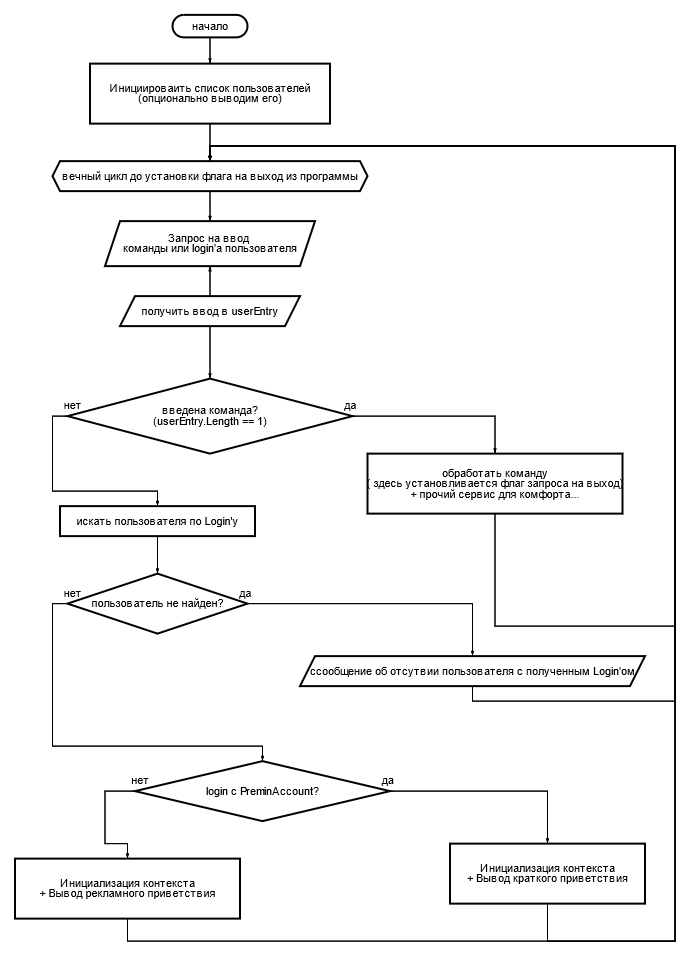 начало
Инициироваить список пользователей
(опционально выводим его)
вечный цикл до установки флага на выход из программы
Запрос на ввод
команды или login'а пользователя
получить ввод в userEntry
нет
да
введена команда?
(userEntry.Length == 1)
обработать команду
( здесь установливается флаг запроса на выход)
+ прочий сервис для комфорта...
искать пользователя по Login'у
нет
да
пользователь не найден?
ссообщение об отсутвии пользователя с полученным Login'ом
нет
да
login с PreminAccount?
Инициализация контекста
+ Вывод рекламного приветствия
Инициализация контекста
+ Вывод краткого приветствия